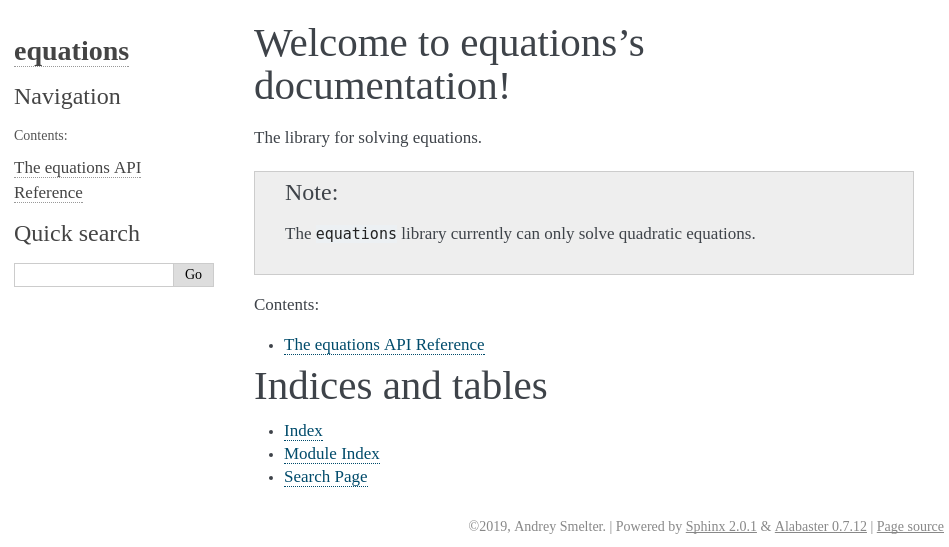 equations
Navigation
Contents:
The equations API
Reference
Quick search
Go
Welcome to equations’s
documentation!
The library for solving equations.
Note:
The equations library currently can only solve quadratic equations.
Contents:
The equations API Reference
Indices and tables
Index
Module Index
Search Page
©2019, Andrey Smelter. | Powered by Sphinx 2.0.1 & Alabaster 0.7.12 | Page source